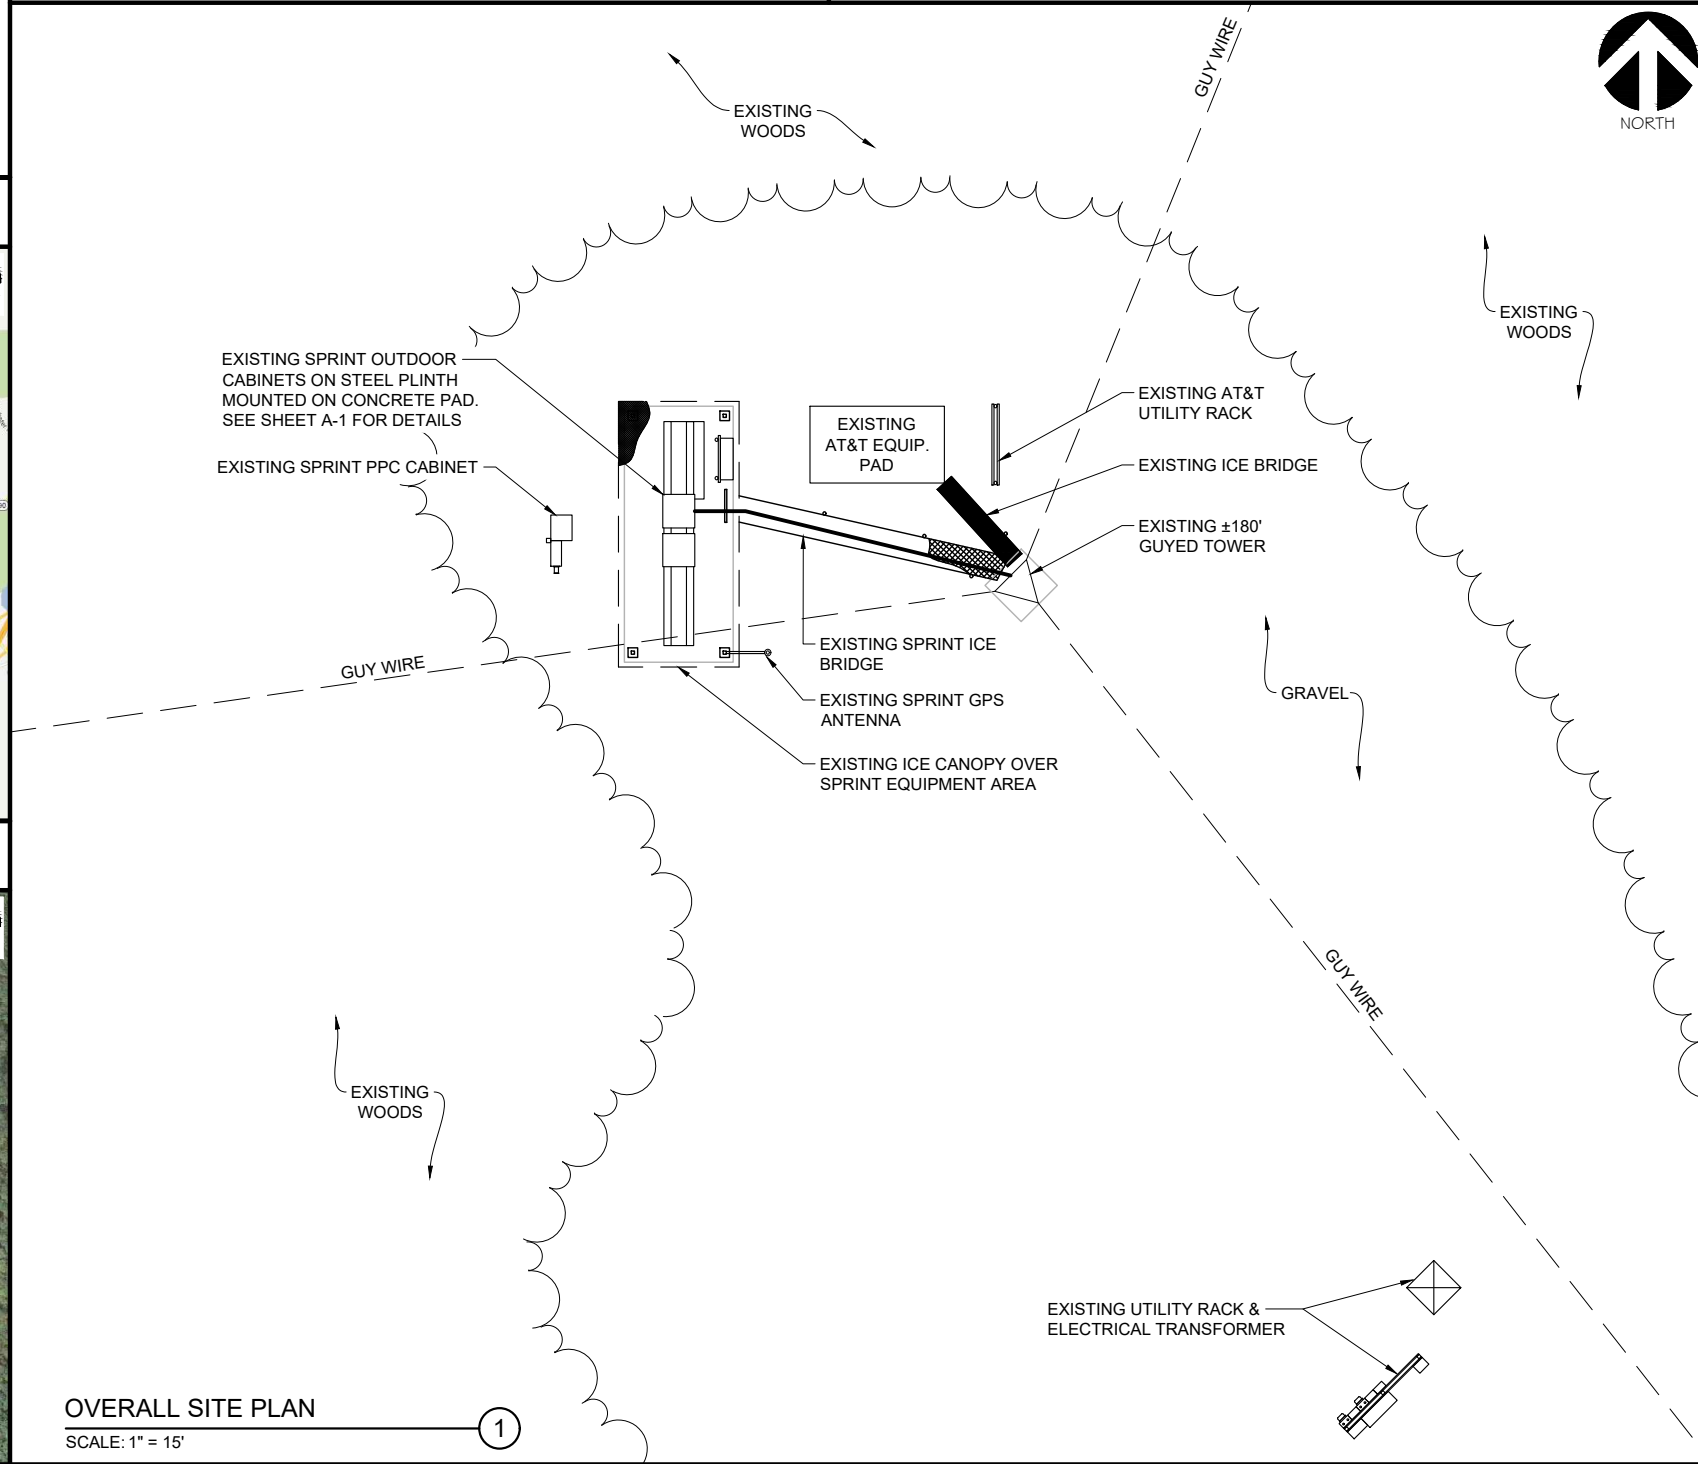 GUY WIRE
NORTH
EXISTING
WOODS
EXISTING
WOODS
EXISTING SPRINT OUTDOOR
CABINETS ON STEEL PLINTH
MOUNTED ON CONCRETE PAD.
SEE SHEET A-1 FOR DETAILS
EXISTING SPRINT PPC CABINET
EXISTING
AT&T EQUIP.
PAD
EXISTING AT&T
UTILITY RACK
EXISTING ICE BRIDGE
EXISTING ±180'
GUYED TOWER
GUY WIRE
EXISTING SPRINT ICE
BRIDGE
EXISTING SPRINT GPS
ANTENNA
EXISTING ICE CANOPY OVER
SPRINT EQUIPMENT AREA
GRAVEL
GUY WIRE
EXISTING
WOODS
EXISTING UTILITY RACK &
ELECTRICAL TRANSFORMER
OVERALL SITE PLAN
1
SCALE: 1" = 15'